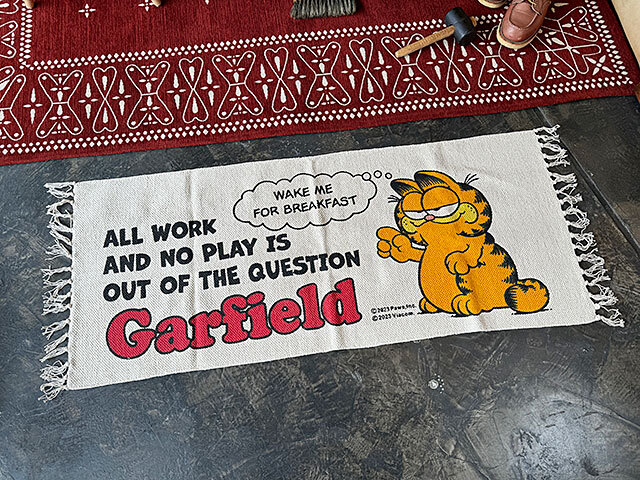 WAKE ME
FOR BREAKFAST
ALL WORK
AND NO PLAY IS
OUT OF THE QUESTION
Garfield
©2023 Paws, Inc.
©2023 Viacom.